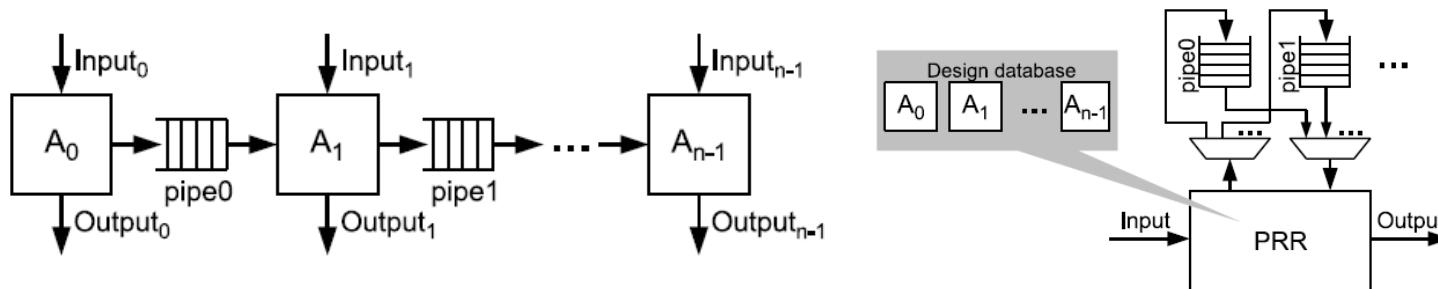 Input₀
Input₁
Inputₙ₋₁
A₀
A₁
...
Aₙ₋₁
pipe0
pipe1
Output₀
Output₁
Outputₙ₋₁
Design database
A₀ A₁ ... Aₙ₋₁
pipe0
pipe1
...
...
...
Input
PRR
Output